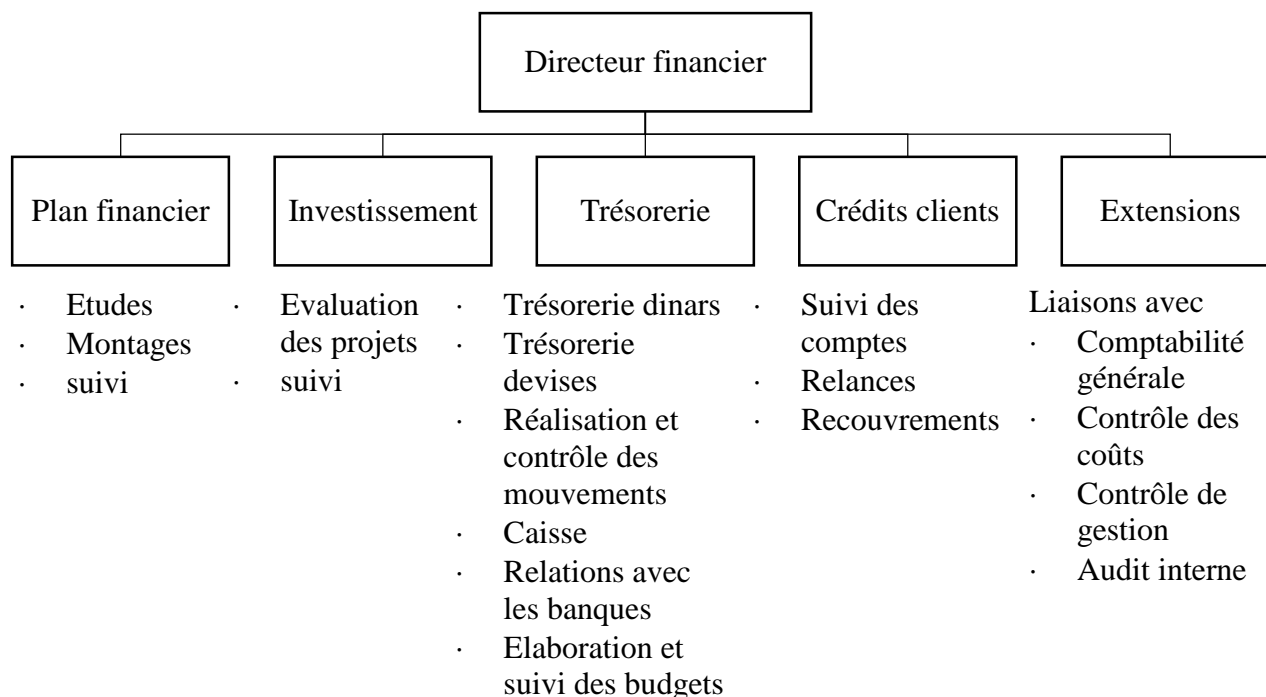 Directeur financier
Plan financier
Investissement
Trésorerie
Crédits clients
Extensions
· Etudes
· Montages
· suivi
· Evaluation
des projets
· suivi
· Trésorerie dinars
· Trésorerie
devises
· Réalisation et
contrôle des
mouvements
· Caisse
· Relations avec
les banques
· Elaboration et
suivi des budgets
· Suivi des
comptes
· Relances
· Recouvrements
Liaisons avec
· Comptabilité
générale
· Contrôle des
coûts
· Contrôle de
gestion
· Audit interne